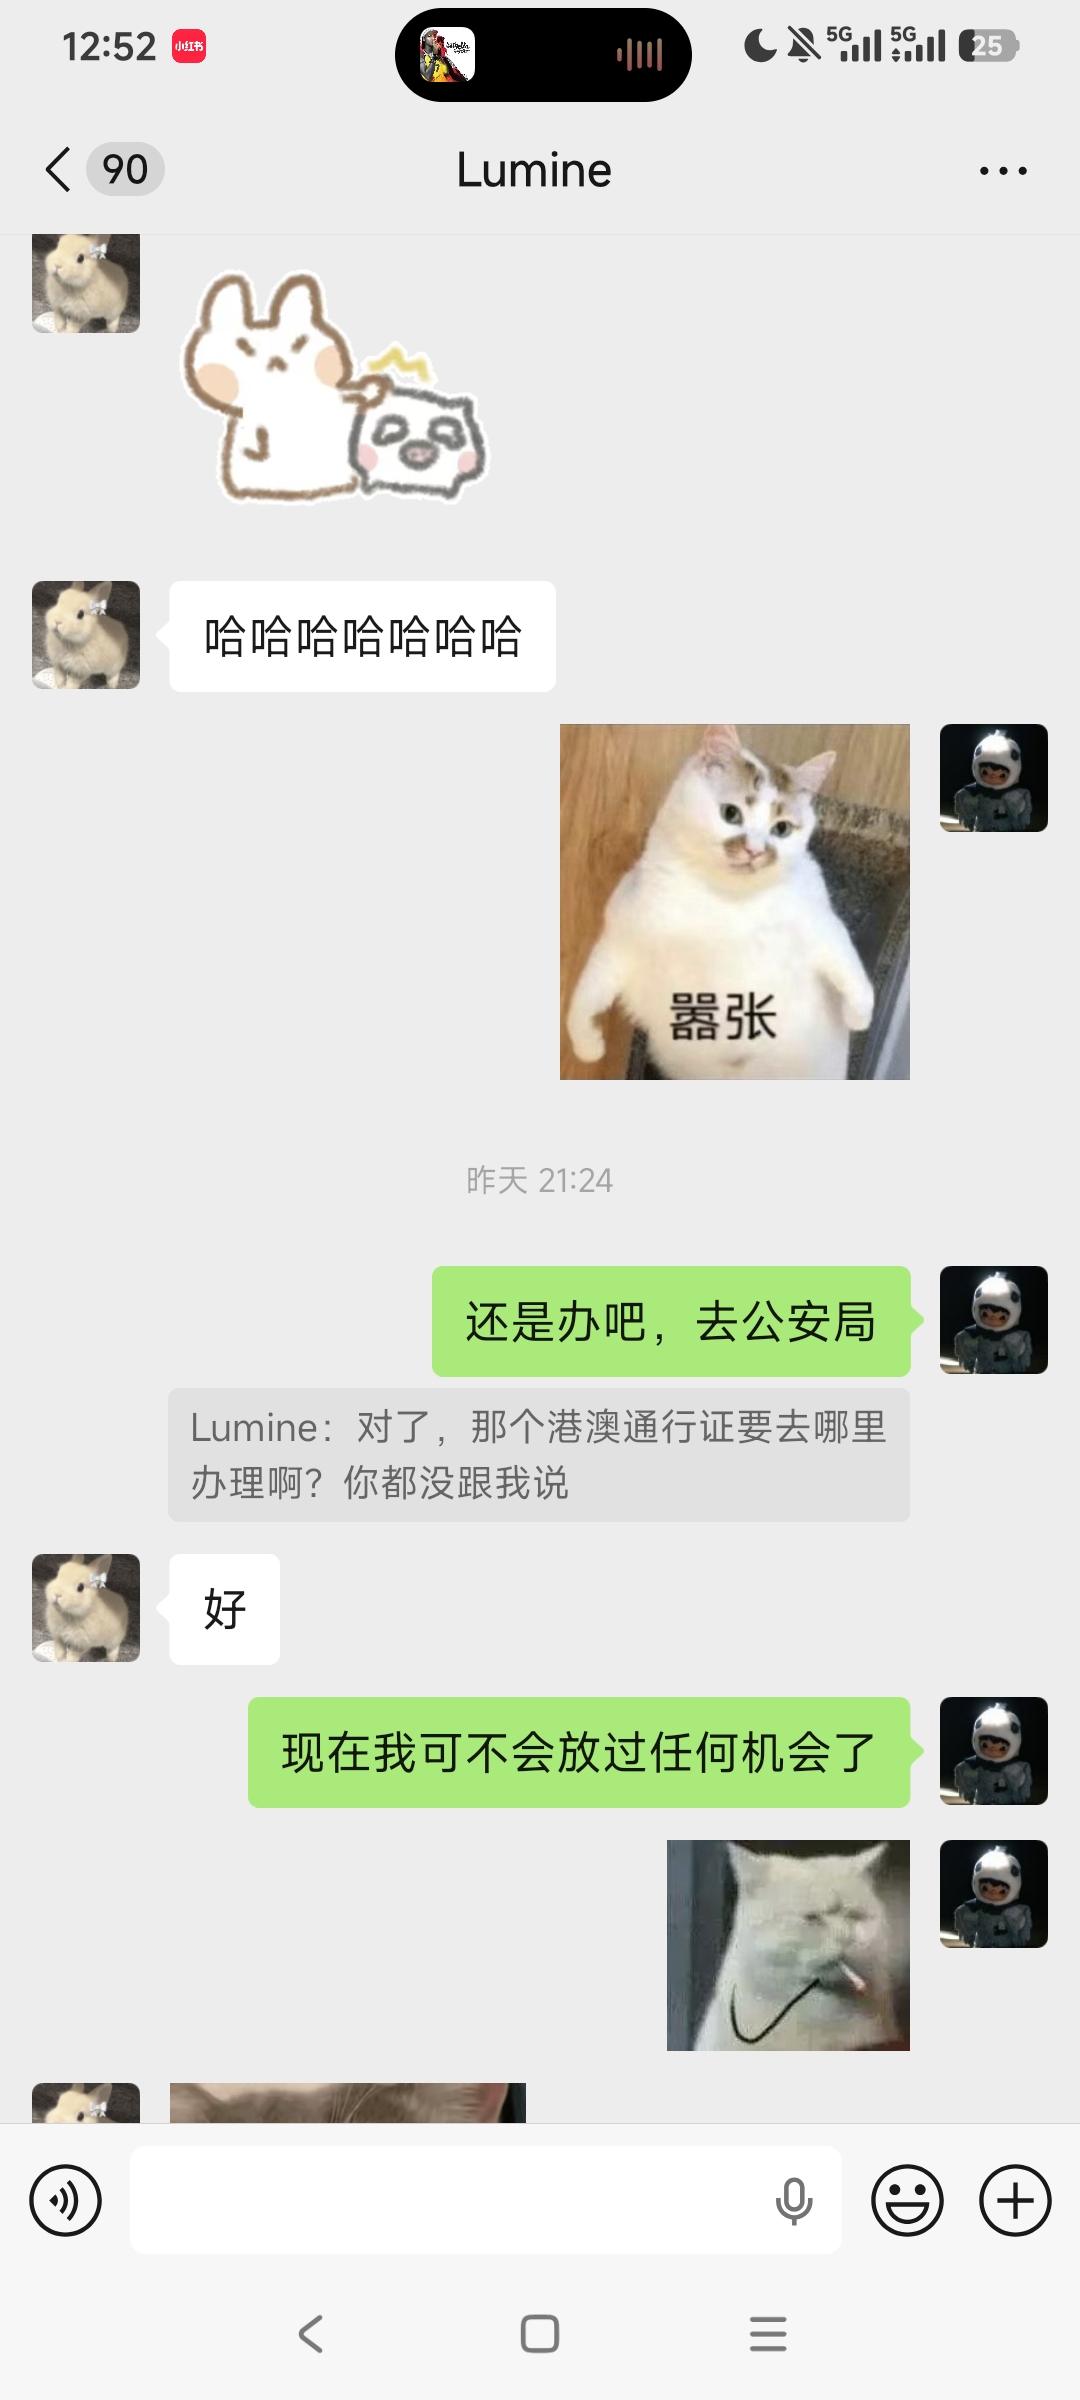 12:52
小红书
5G
5G
25
90
Lumine
哈哈哈哈哈哈哈
嚣张
昨天 21:24
还是办吧，去公安局
Lumine：对了，那个港澳通行证要去哪里
办理啊？你都没跟我说
好
现在我可不会放过任何机会了